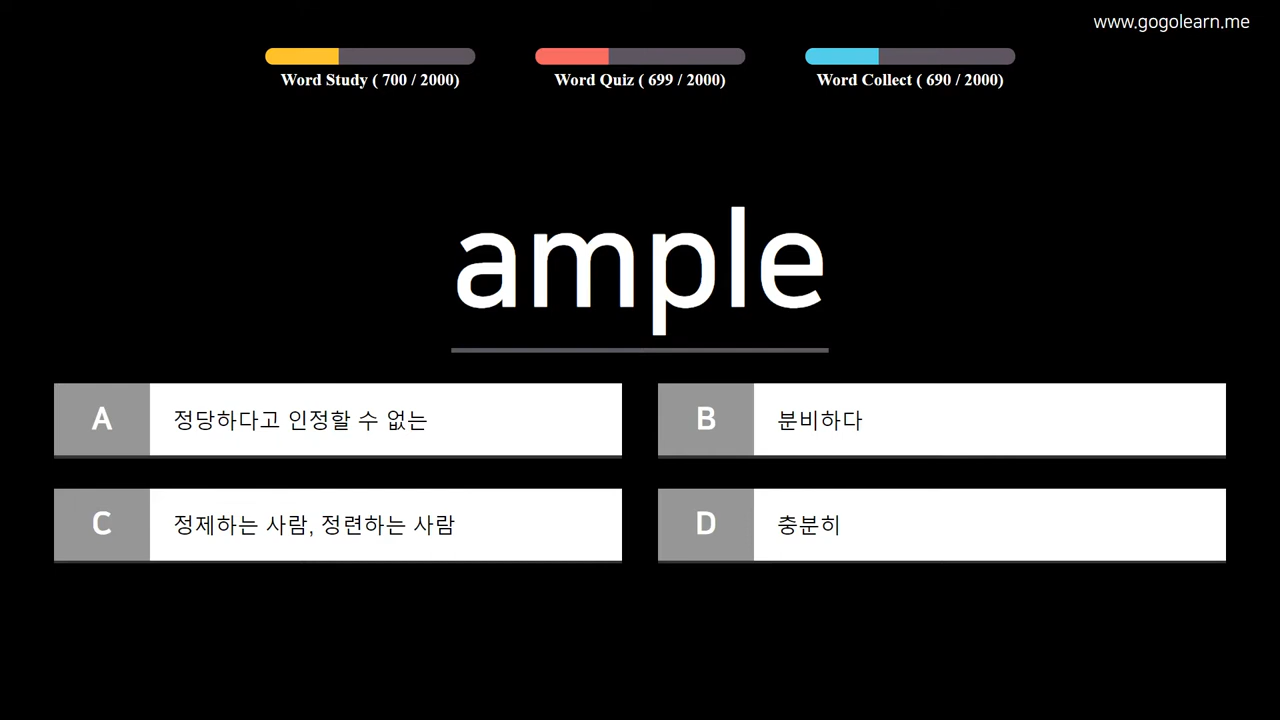 www.gogolearn.me
Word Study ( 700 / 2000)
Word Quiz ( 699 / 2000)
Word Collect ( 690 / 2000)
ample
A 정당하다고 인정할 수 없는
B 분비하다
C 정제하는 사람, 정련하는 사람
D 충분히